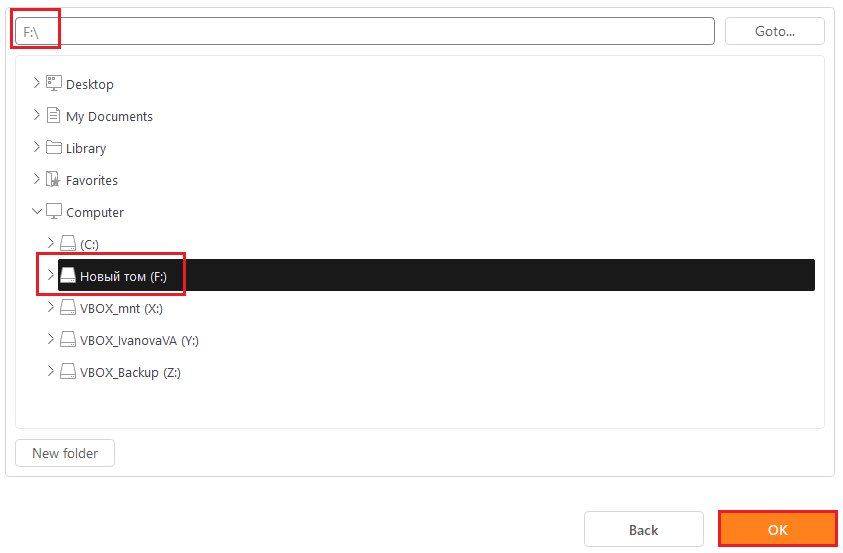 F:\
Goto...
Desktop
My Documents
Library
Favorites
Computer
(C:)
Новый том (F:)
VBOX_mnt (X:)
VBOX_IvanovaVA (Y:)
VBOX_Backup (Z:)
New folder
Back
OK